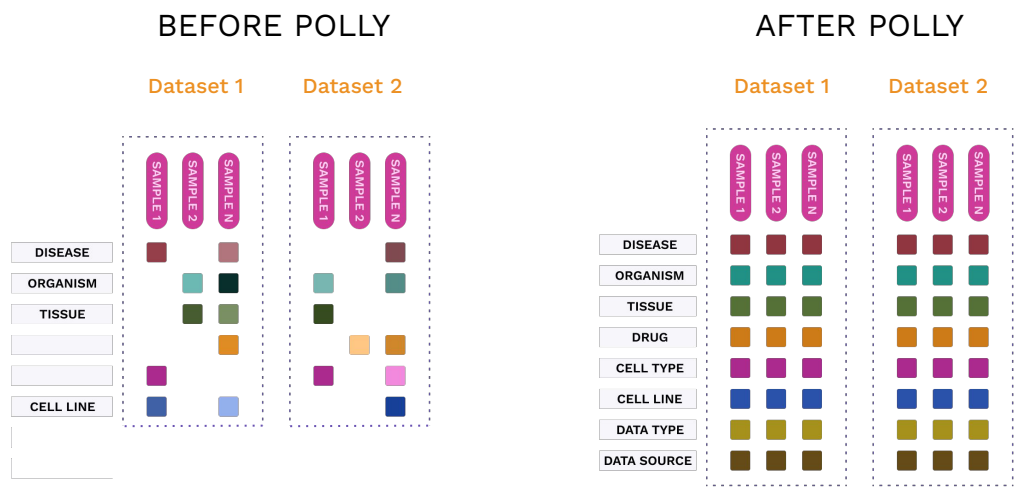 BEFORE POLLY
Dataset 1 Dataset 2
SAMPLE 1 SAMPLE 2 SAMPLE N SAMPLE 1 SAMPLE 2 SAMPLE N
DISEASE
ORGANISM
TISSUE
CELL LINE
AFTER POLLY
Dataset 1 Dataset 2
SAMPLE 1 SAMPLE 2 SAMPLE N SAMPLE 1 SAMPLE 2 SAMPLE N
DISEASE
ORGANISM
TISSUE
DRUG
CELL TYPE
CELL LINE
DATA TYPE
DATA SOURCE